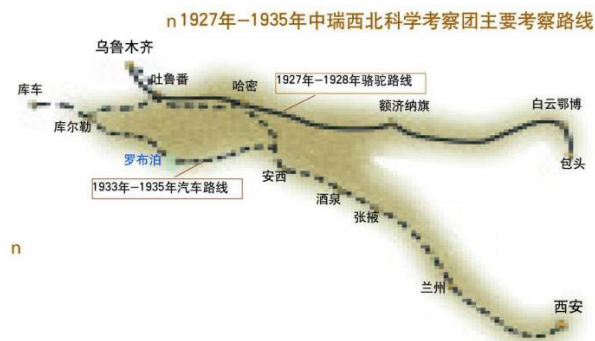 n 1927年-1935年中瑞西北科学考察团主要考察路线
乌鲁木齐
吐鲁番
哈密
1927年-1928年骆驼路线
库车
额济纳旗
白云鄂博
库尔勒
罗布泊
包头
安西
1933年-1935年汽车路线
酒泉
张掖
n
兰州
西安